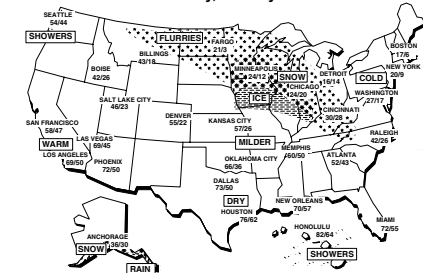 SEATTLE
54/44
SHOWERS
FLURRIES
FARGO
21/3
BILLINGS
43/18
BOISE
42/26
MINNEAPOLIS
24/12
SNOW
DETROIT
16/14
BOSTON
17/6
NEW YORK
20/9
COLD
CHICAGO
24/20
ICE
WASHINGTON
27/17
SALT LAKE CITY
46/23
DENVER
55/22
KANSAS CITY
57/26
CINCINNATI
30/28
SAN FRANCISCO
58/47
RALEIGH
42/26
WARM
LAS VEGAS
69/45
MILDER
MEMPHIS
60/50
ATLANTA
52/43
LOS ANGELES
69/50
PHOENIX
72/50
OKLAHOMA CITY
66/36
DALLAS
73/50
DRY
HOUSTON
76/62
NEW ORLEANS
70/57
MIAMI
72/55
ANCHORAGE
36/30
SNOW
RAIN
HONOLULU
82/64
SHOWERS